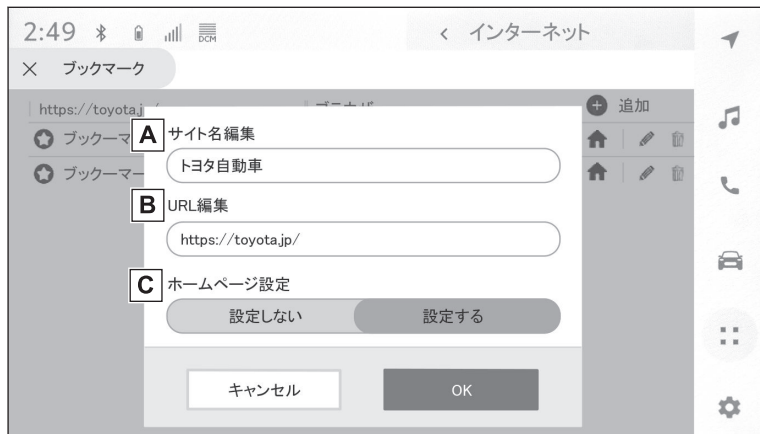 2:49 DCM < インターネット
× ブックマーク
https://toyota.j
追加
A サイト名編集
ブックーマ
トヨタ自動車
ブックーマー
B URL編集
https://toyota.jp/
C ホームページ設定
設定しない 設定する
キャンセル OK